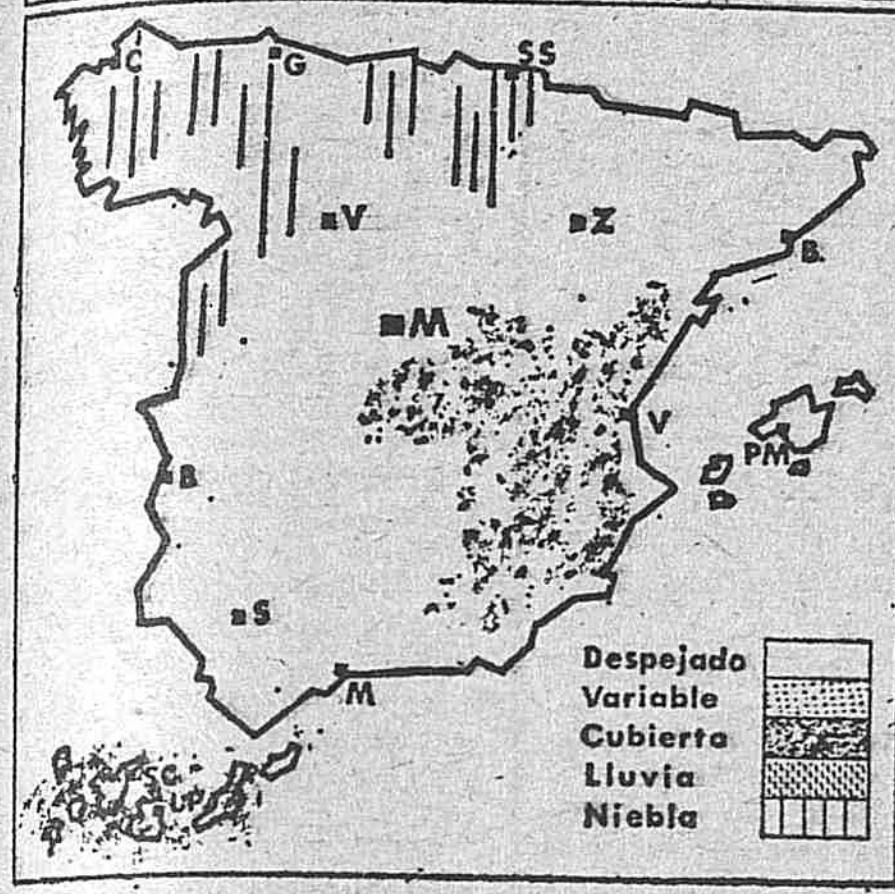 C
G
SS
V
Z
B.
M
V
PM
B
S
M
SC
LP
Despejado
Variable
Cubierta
Lluvia
Niebla